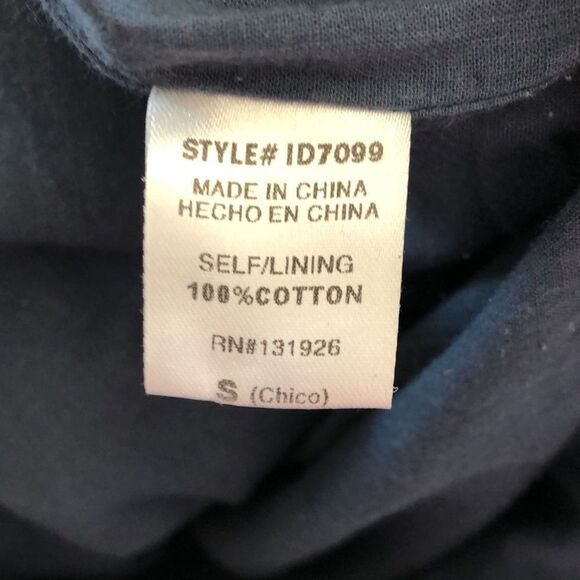 STYLE# ID7099
MADE IN CHINA
HECHO EN CHINA
SELF/LINING
100%COTTON
RN#131926
S (Chico)